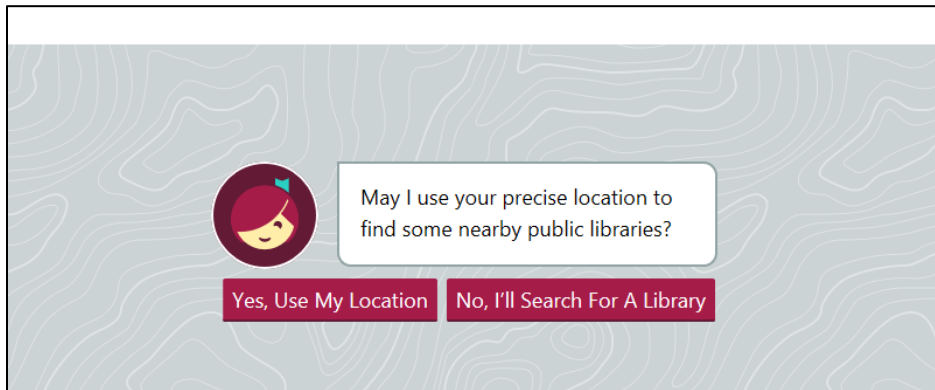 May I use your precise location to
find some nearby public libraries?
Yes, Use My Location
No, I’ll Search For A Library